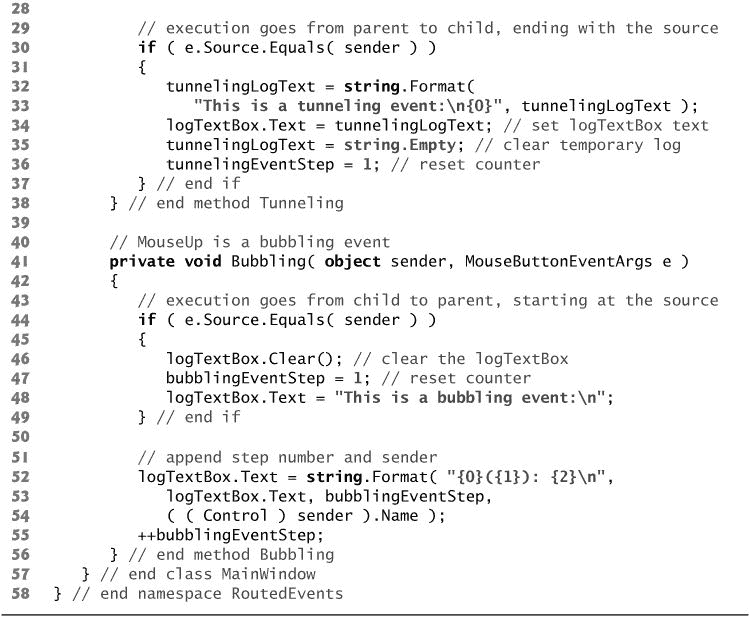 28
29 // execution goes from parent to child, ending with the source
30 if ( e.Source.Equals( sender ) )
31 {
32 tunnelingLogText = string.Format(
33 "This is a tunneling event:\n{0}", tunnelingLogText );
34 logTextBox.Text = tunnelingLogText; // set logTextBox text
35 tunnelingLogText = string.Empty; // clear temporary log
36 tunnelingEventStep = 1; // reset counter
37 } // end if
38 } // end method Tunneling
39
40 // MouseUp is a bubbling event
41 private void Bubbling( object sender, MouseButtonEventArgs e )
42 {
43 // execution goes from child to parent, starting at the source
44 if ( e.Source.Equals( sender ) )
45 {
46 logTextBox.Clear(); // clear the logTextBox
47 bubblingEventStep = 1; // reset counter
48 logTextBox.Text = "This is a bubbling event:\n";
49 } // end if
50
51 // append step number and sender
52 logTextBox.Text = string.Format( "{0}({1}): {2}\n",
53 logTextBox.Text, bubblingEventStep,
54 ( ( Control ) sender ).Name );
55 ++bubblingEventStep;
56 } // end method Bubbling
57 } // end class MainWindow
58 } // end namespace RoutedEvents